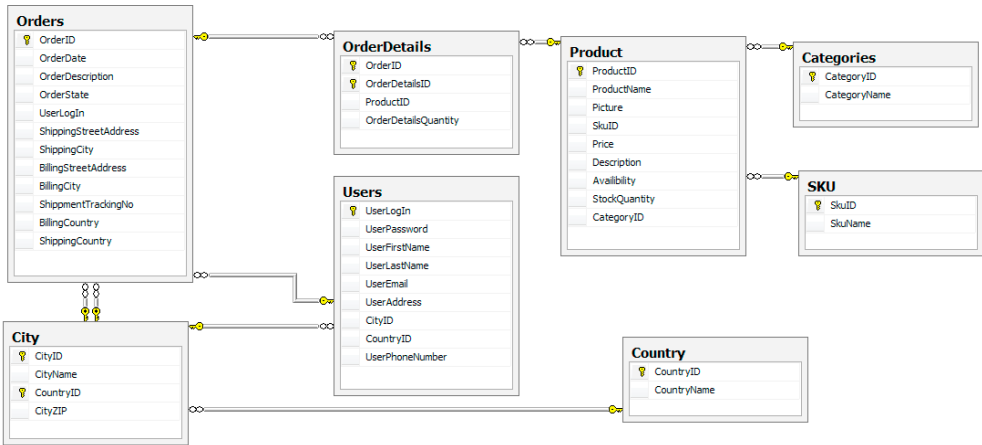 Orders
OrderID
OrderDate
OrderDescription
OrderState
UserLogIn
ShippingStreetAddress
ShippingCity
BillingStreetAddress
BillingCity
ShippmentTrackingNo
BillingCountry
ShippingCountry
OrderDetails
OrderID
OrderDetailsID
ProductID
OrderDetailsQuantity
Product
ProductID
ProductName
Picture
SkuID
Price
Description
Availibility
StockQuantity
CategoryID
Categories
CategoryID
CategoryName
SKU
SkuID
SkuName
Users
UserLogIn
UserPassword
UserFirstName
UserLastName
UserEmail
UserAddress
CityID
CountryID
UserPhoneNumber
City
CityID
CityName
CountryID
CityZIP
Country
CountryID
CountryName